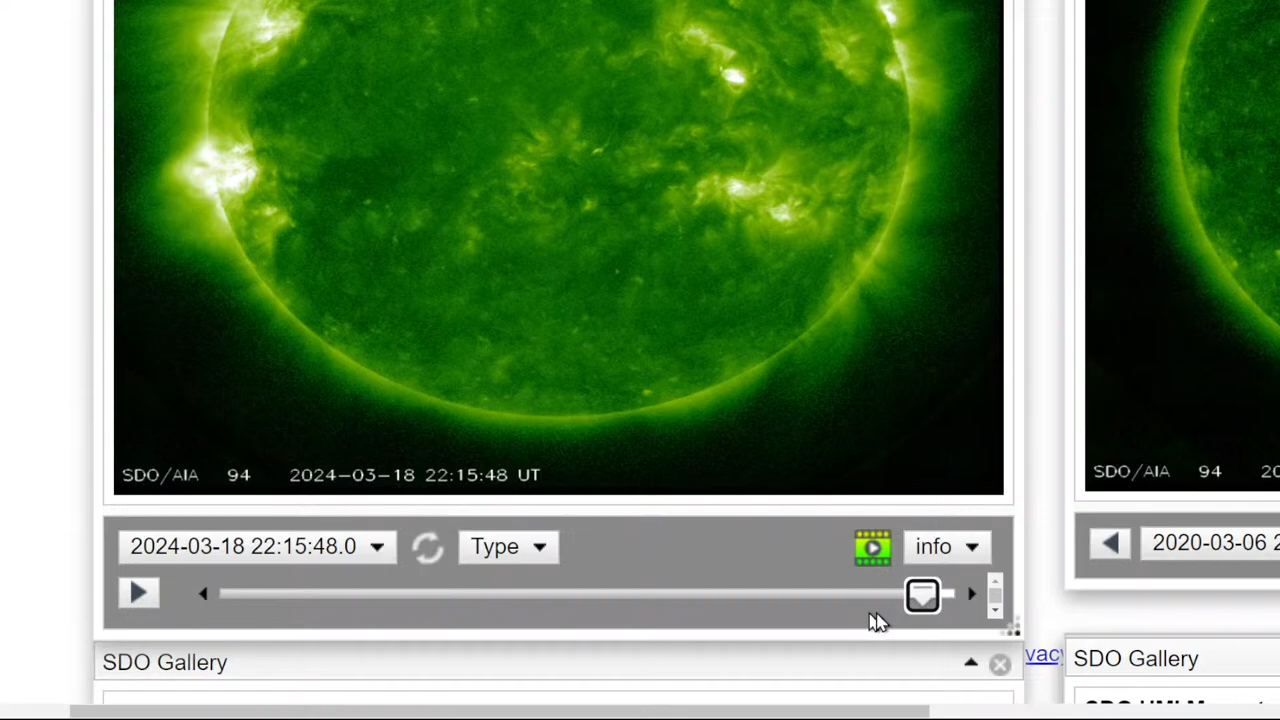 SDO/AIA 94 2024-03-18 22:15:48 UT
SDO/AIA 94
2024-03-18 22:15:48.0
Type
info
2020-03-06
SDO Gallery
SDO Gallery